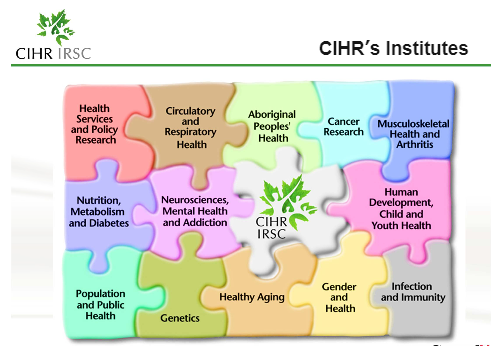 CIHR IRSC
CIHR's Institutes
Health
Services
and Policy
Research
Circulatory
and
Respiratory
Health
Aboriginal
Peoples'
Health
Cancer
Research
Musculoskeletal
Health and
Arthritis
Nutrition,
Metabolism
and Diabetes
Neurosciences,
Mental Health
and Addiction
CIHR
IRSC
Human
Development,
Child and
Youth Health
Population
and Public
Health
Genetics
Healthy Aging
Gender
and
Health
Infection
and Immunity